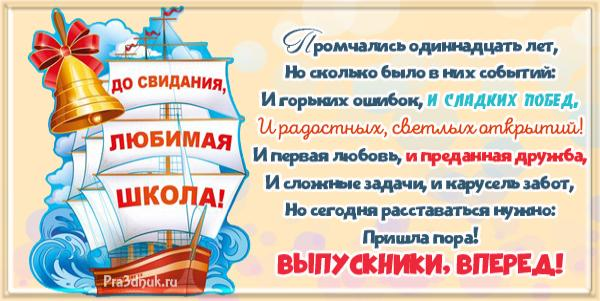 ДО СВИДАНИЯ,
ЛЮБИМАЯ
ШКОЛА!
Pra3dnuk.ru
Промчались одиннадцать лет,
Но сколько было в них событий:
И горьких ошибок, и сладких побед,
И радостных, светлых открытий!
И первая любовь, и преданная дружба,
И сложные задачи, и карусель забот,
Но сегодня расставаться нужно:
Пришла пора!
ВЫПУСКНИКИ, ВПЕРЕД!